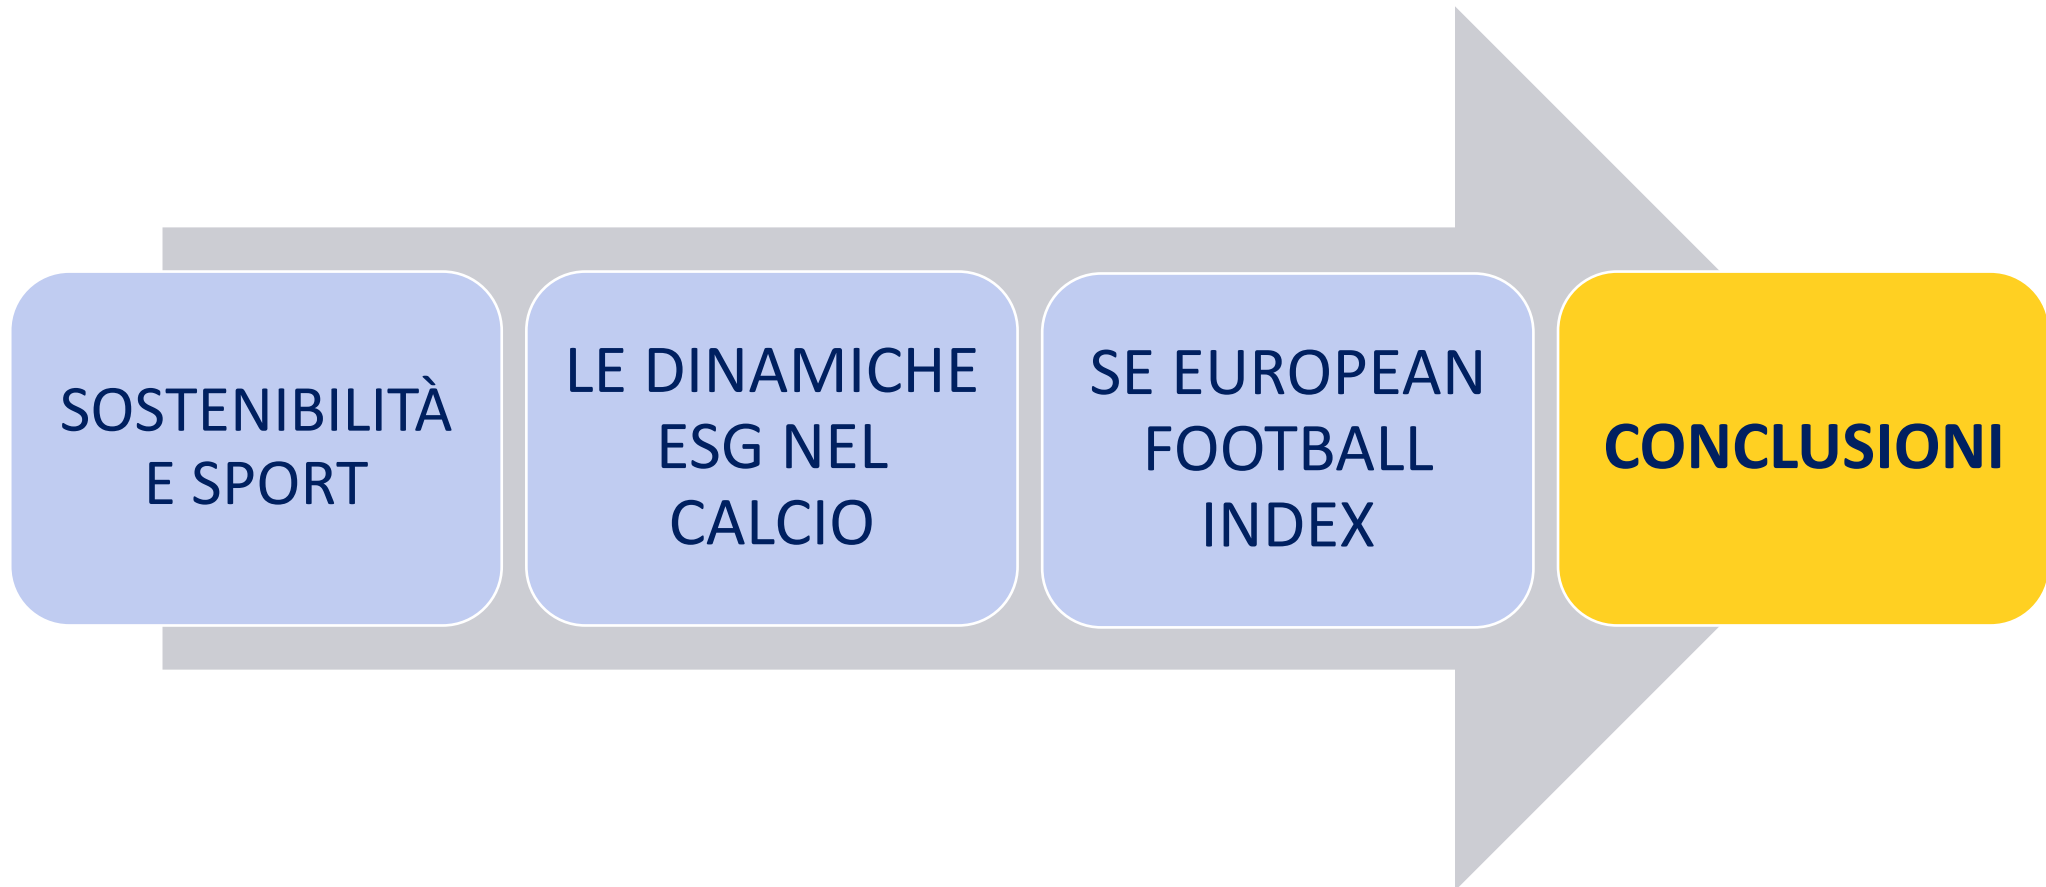 SOSTENIBILITÀ
E SPORT
LE DINAMICHE
ESG NEL
CALCIO
SE EUROPEAN
FOOTBALL
INDEX
CONCLUSIONI